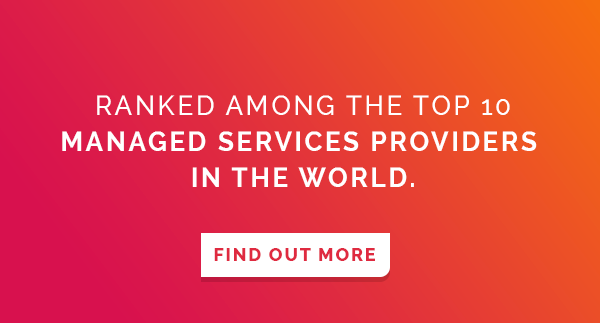 RANKED AMONG THE TOP 10
MANAGED SERVICES PROVIDERS
IN THE WORLD.
FIND OUT MORE